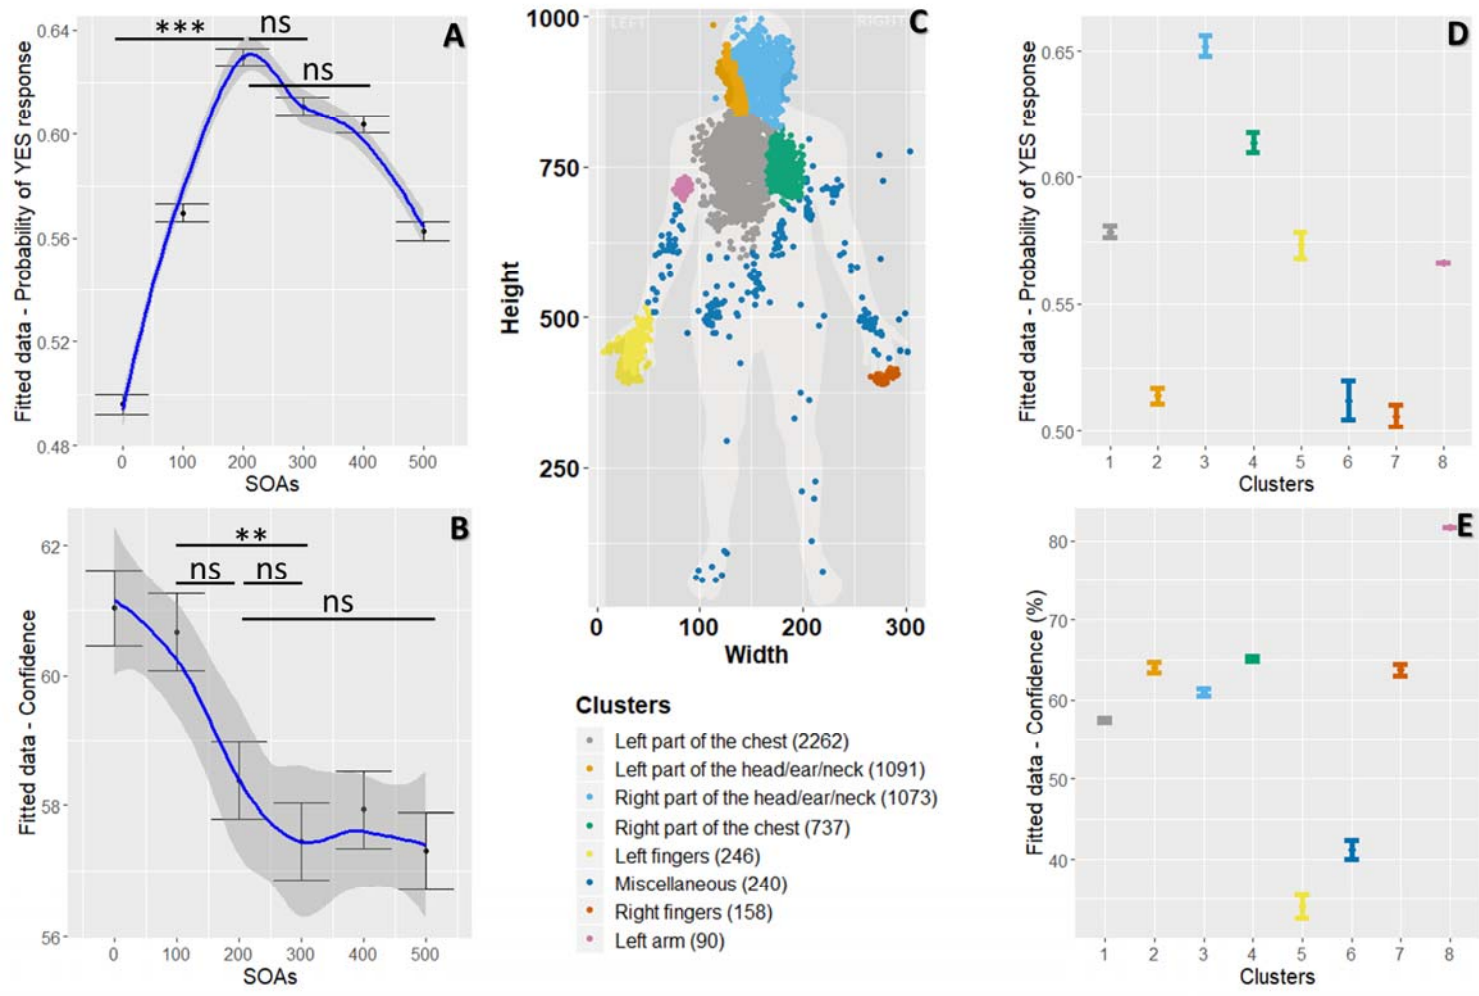 A
Fitted data - Probability of YES response
0.64
0.60
0.56
0.52
0.48
***
ns
ns
0
100
200
300
400
500
SOAs
B
Fitted data - Confidence
62
60
58
56
**
ns
ns
ns
0
100
200
300
400
500
SOAs
C
LEFT
RIGHT
Height
1000
750
500
250
0
100
200
300
Width
Clusters
Left part of the chest (2262)
Left part of the head/ear/neck (1091)
Right part of the head/ear/neck (1073)
Right part of the chest (737)
Left fingers (246)
Miscellaneous (240)
Right fingers (158)
Left arm (90)
D
Fitted data - Probability of YES response
0.65
0.60
0.55
0.50
1
2
3
4
5
6
7
8
Clusters
E
Fitted data - Confidence (%)
80
70
60
50
40
1
2
3
4
5
6
7
8
Clusters